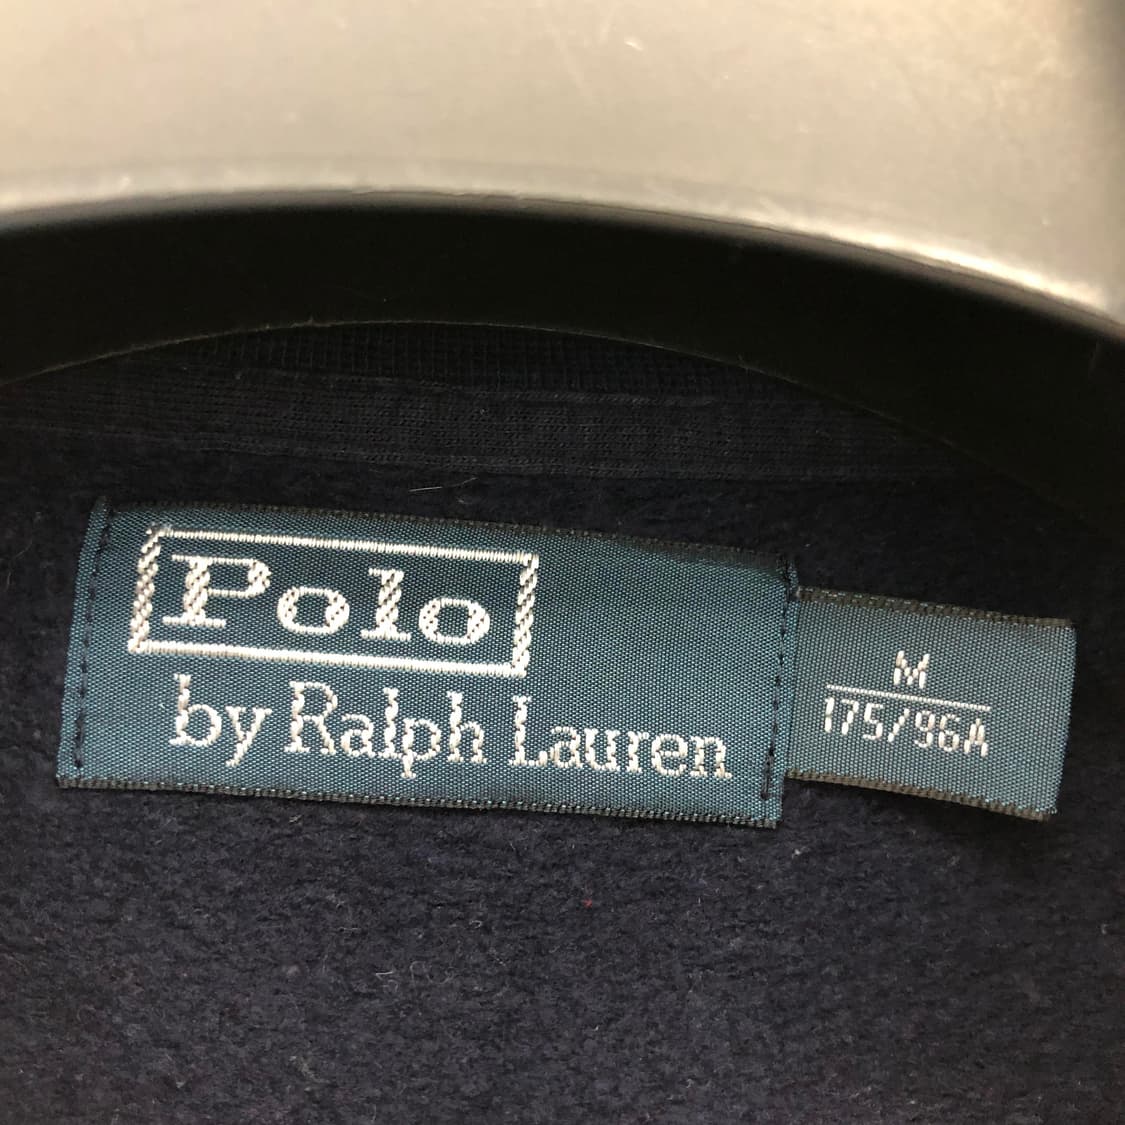 Polo
by Ralph Lauren
M
175/96A